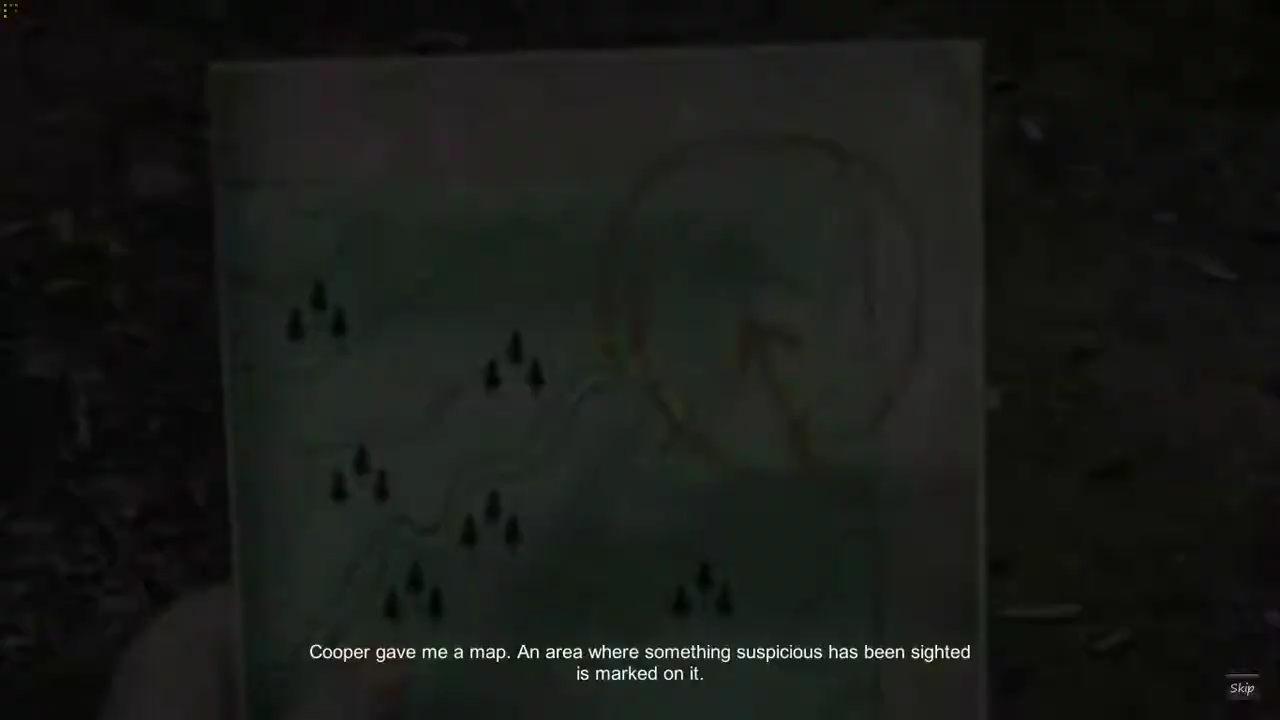 Cooper gave me a map. An area where something suspicious has been sighted
is marked on it.
Skip